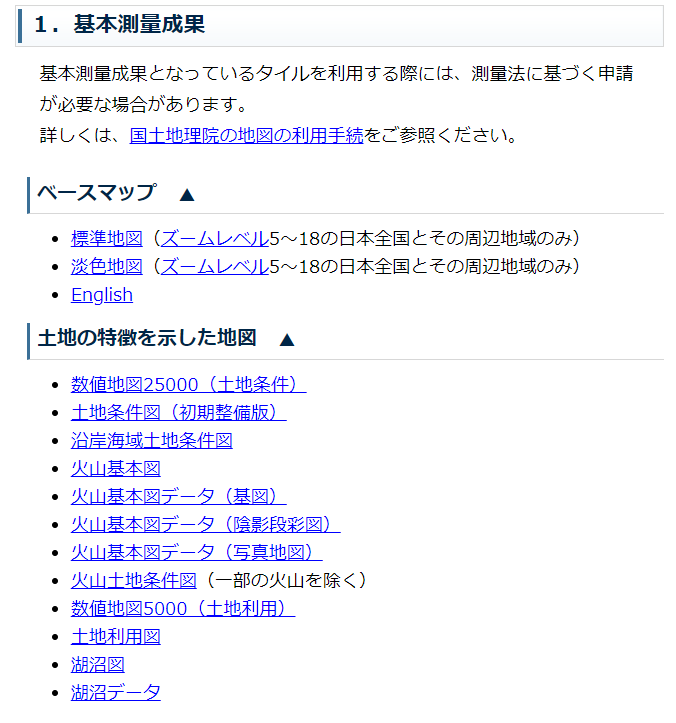 1．基本測量成果
基本測量成果となっているタイルを利用する際には、測量法に基づく申請
が必要な場合があります。
詳しくは、国土地理院の地図の利用手続をご参照ください。
ベースマップ ▲
標準地図（ズームレベル5～18の日本全国とその周辺地域のみ）
淡色地図（ズームレベル5～18の日本全国とその周辺地域のみ）
English
土地の特徴を示した地図 ▲
数値地図25000（土地条件）
土地条件図（初期整備版）
沿岸海域土地条件図
火山基本図
火山基本図データ（基図）
火山基本図データ（陰影段彩図）
火山基本図データ（写真地図）
火山土地条件図（一部の火山を除く）
数値地図5000（土地利用）
土地利用図
湖沼図
湖沼データ